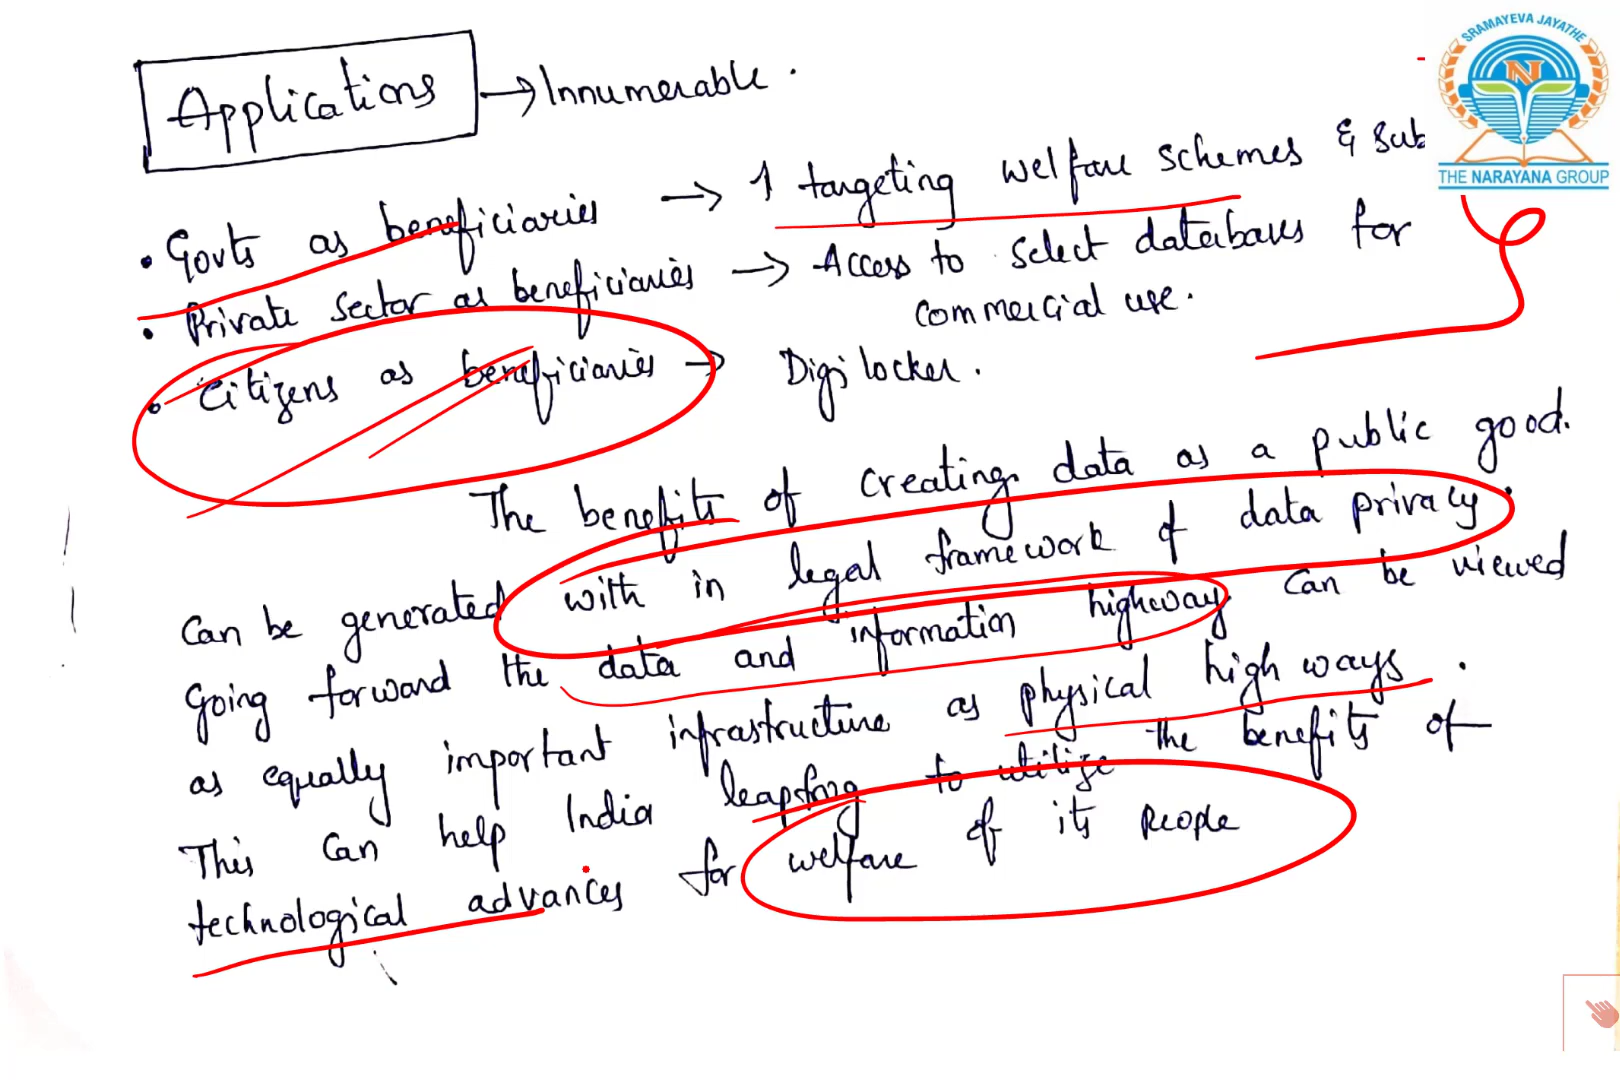 SRAMAYEVA JAYATHE
N
THE NARAYANA GROUP
Applications → Innumerable.
• Govts as beneficiaries → ↑ targeting welfare schemes & sub
• Private sector as beneficiaries → Access to select databases for
commercial use.
• Citizens as beneficiaries → Digilocker.
The benefits of creating data as a public good.
Can be generated with in legal framework of data privacy.
Going forward the data and information highway can be viewed
as equally important infrastructure as physical high ways.
This can help India leapfrog to utilize the benefits of
technological advances for welfare of its people